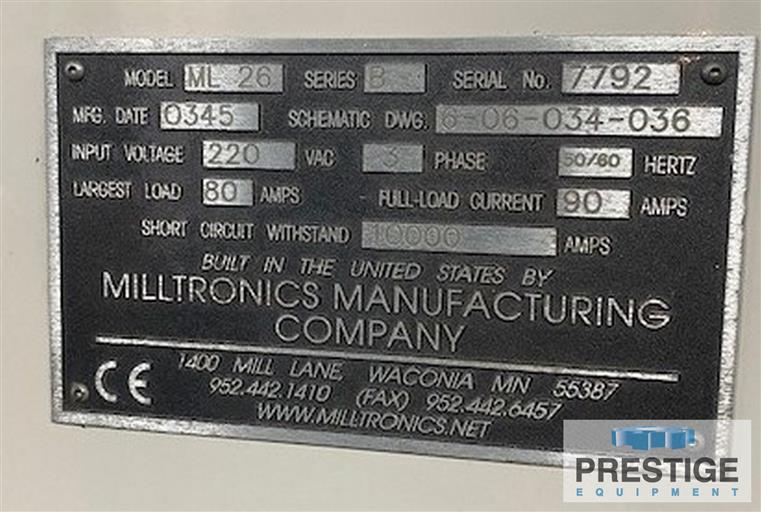 MODEL ML 26 SERIES B SERIAL No. 7792
MFG. DATE 0345 SCHEMATIC DWG. 6-06-034-036
INPUT VOLTAGE 220 VAC 3 PHASE 50/60 HERTZ
LARGEST LOAD 80 AMPS - FULL-LOAD CURRENT 90 AMPS
SHORT CIRCUIT WITHSTAND 10000 AMPS
BUILT IN THE UNITED STATES BY
MILLTRONICS MANUFACTURING
COMPANY
CE
1400 MILL LANE, WACONIA MN 55387
952.442.1410 (FAX) 952.442.6457
WWW.MILLTRONICS.NET
PRESTIGE
EQUIPMENT